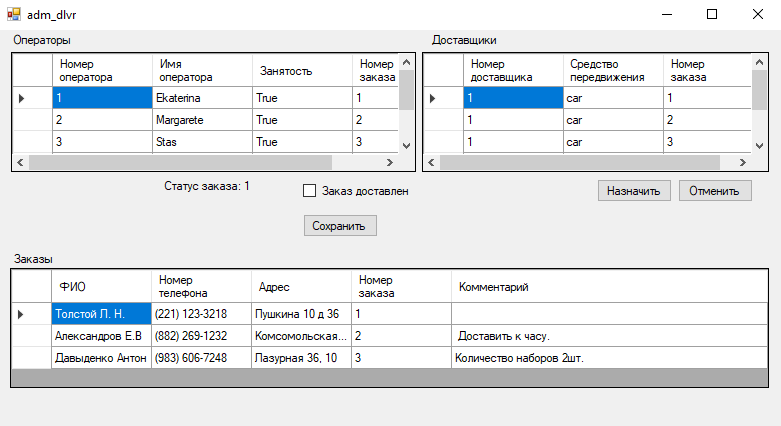 adm_dlvr
Операторы
Доставщики
Номер оператора Имя оператора Занятость Номер заказа
1 Ekaterina True 1
2 Margarete True 2
3 Stas True 3
Номер доставщика Средство передвижения Номер заказа
1 car 1
1 car 2
1 car 3
Статус заказа: 1
Заказ доставлен
Назначить
Отменить
Сохранить
Заказы
ФИО Номер телефона Адрес Номер заказа Комментарий
Толстой Л. Н. (221) 123-3218 Пушкина 10 д 36 1
Александров Е.В (882) 269-1232 Комсомольская... 2 Доставить к часу.
Давыденко Антон (983) 606-7248 Лазурная 36, 10 3 Количество наборов 2шт.